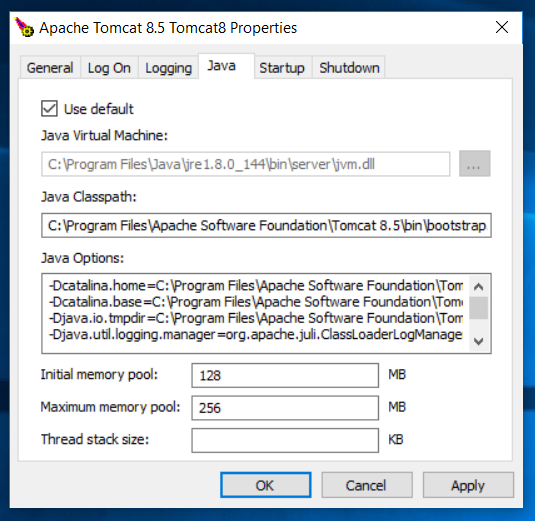 Apache Tomcat 8.5 Tomcat8 Properties
General Log On Logging Java Startup Shutdown
Use default
Java Virtual Machine:
C:\Program Files\Java\jre1.8.0_144\bin\server\jvm.dll
...
Java Classpath:
C:\Program Files\Apache Software Foundation\Tomcat 8.5\bin\bootstrap
Java Options:
-Dcatalina.home=C:\Program Files\Apache Software Foundation\Tom
-Dcatalina.base=C:\Program Files\Apache Software Foundation\Tom
-Djava.io.tmpdir=C:\Program Files\Apache Software Foundation\Tom
-Djava.util.logging.manager=org.apache.juli.ClassLoaderLogManager
Initial memory pool: 128 MB
Maximum memory pool: 256 MB
Thread stack size: KB
OK Cancel Apply